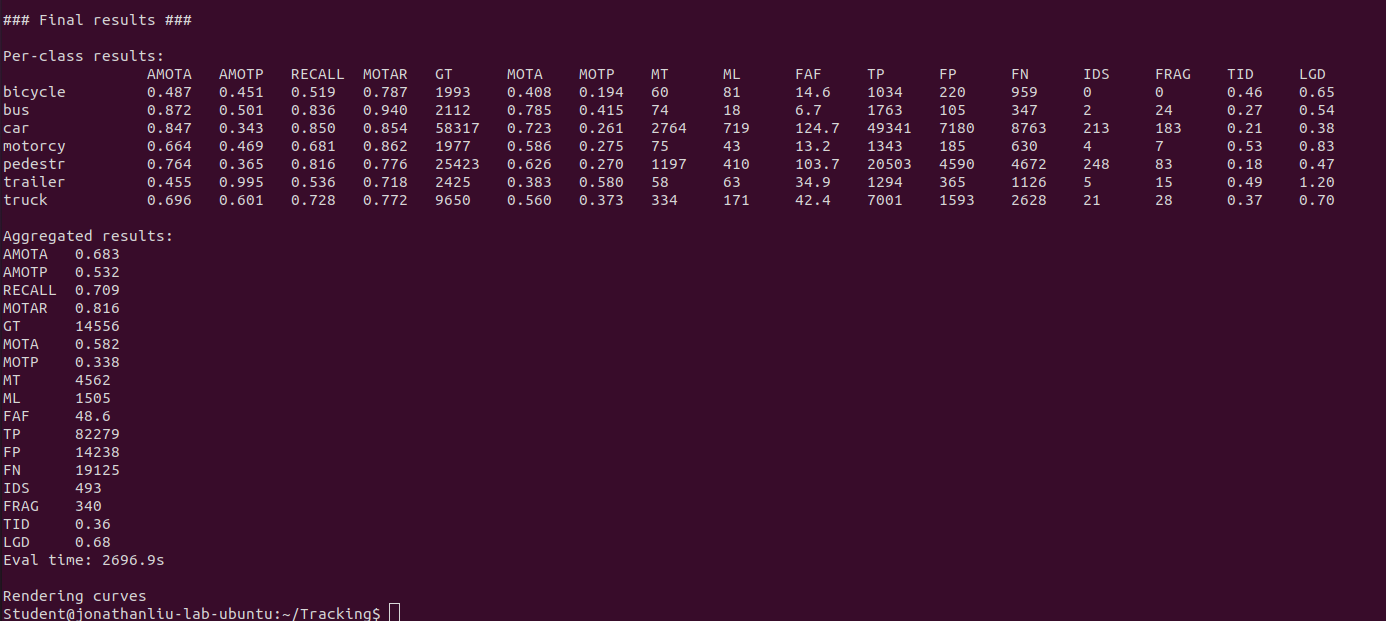 ### Final results ###
Per-class results:
AMOTA AMOTP RECALL MOTAR GT MOTA MOTP MT ML FAF TP FP FN IDS FRAG TID LGD
bicycle 0.487 0.451 0.519 0.787 1993 0.408 0.194 60 81 14.6 1034 220 959 0 0 0.46 0.65
bus 0.872 0.501 0.836 0.940 2112 0.785 0.415 74 18 6.7 1763 105 347 2 24 0.27 0.54
car 0.847 0.343 0.850 0.854 58317 0.723 0.261 2764 719 124.7 49341 7180 8763 213 183 0.21 0.38
motorcy 0.664 0.469 0.681 0.862 1977 0.586 0.275 75 43 13.2 1343 185 630 4 7 0.53 0.83
pedestr 0.764 0.365 0.816 0.776 25423 0.626 0.270 1197 410 103.7 20503 4590 4672 248 83 0.18 0.47
trailer 0.455 0.995 0.536 0.718 2425 0.383 0.580 58 63 34.9 1294 365 1126 5 15 0.49 1.20
truck 0.696 0.601 0.728 0.772 9650 0.560 0.373 334 171 42.4 7001 1593 2628 21 28 0.37 0.70
Aggregated results:
AMOTA 0.683
AMOTP 0.532
RECALL 0.709
MOTAR 0.816
GT 14556
MOTA 0.582
MOTP 0.338
MT 4562
ML 1505
FAF 48.6
TP 82279
FP 14238
FN 19125
IDS 493
FRAG 340
TID 0.36
LGD 0.68
Eval time: 2696.9s
Rendering curves
Student@jonathanliu-lab-ubuntu:~/Tracking$